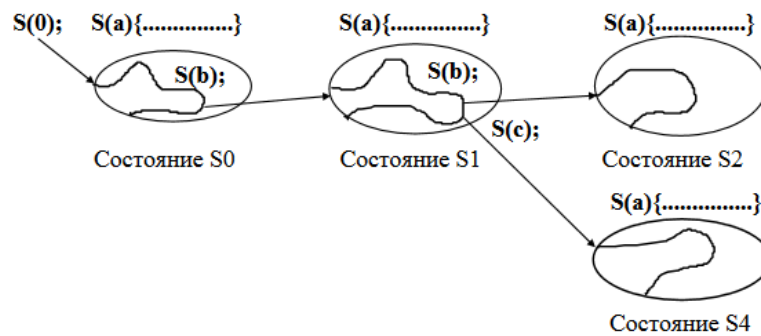 S(0); S(a){...............} S(a){...............} S(a){...............}
S(b); S(b);
S(c);
Состояние S0 Состояние S1 Состояние S2
S(a){...............}
Состояние S4